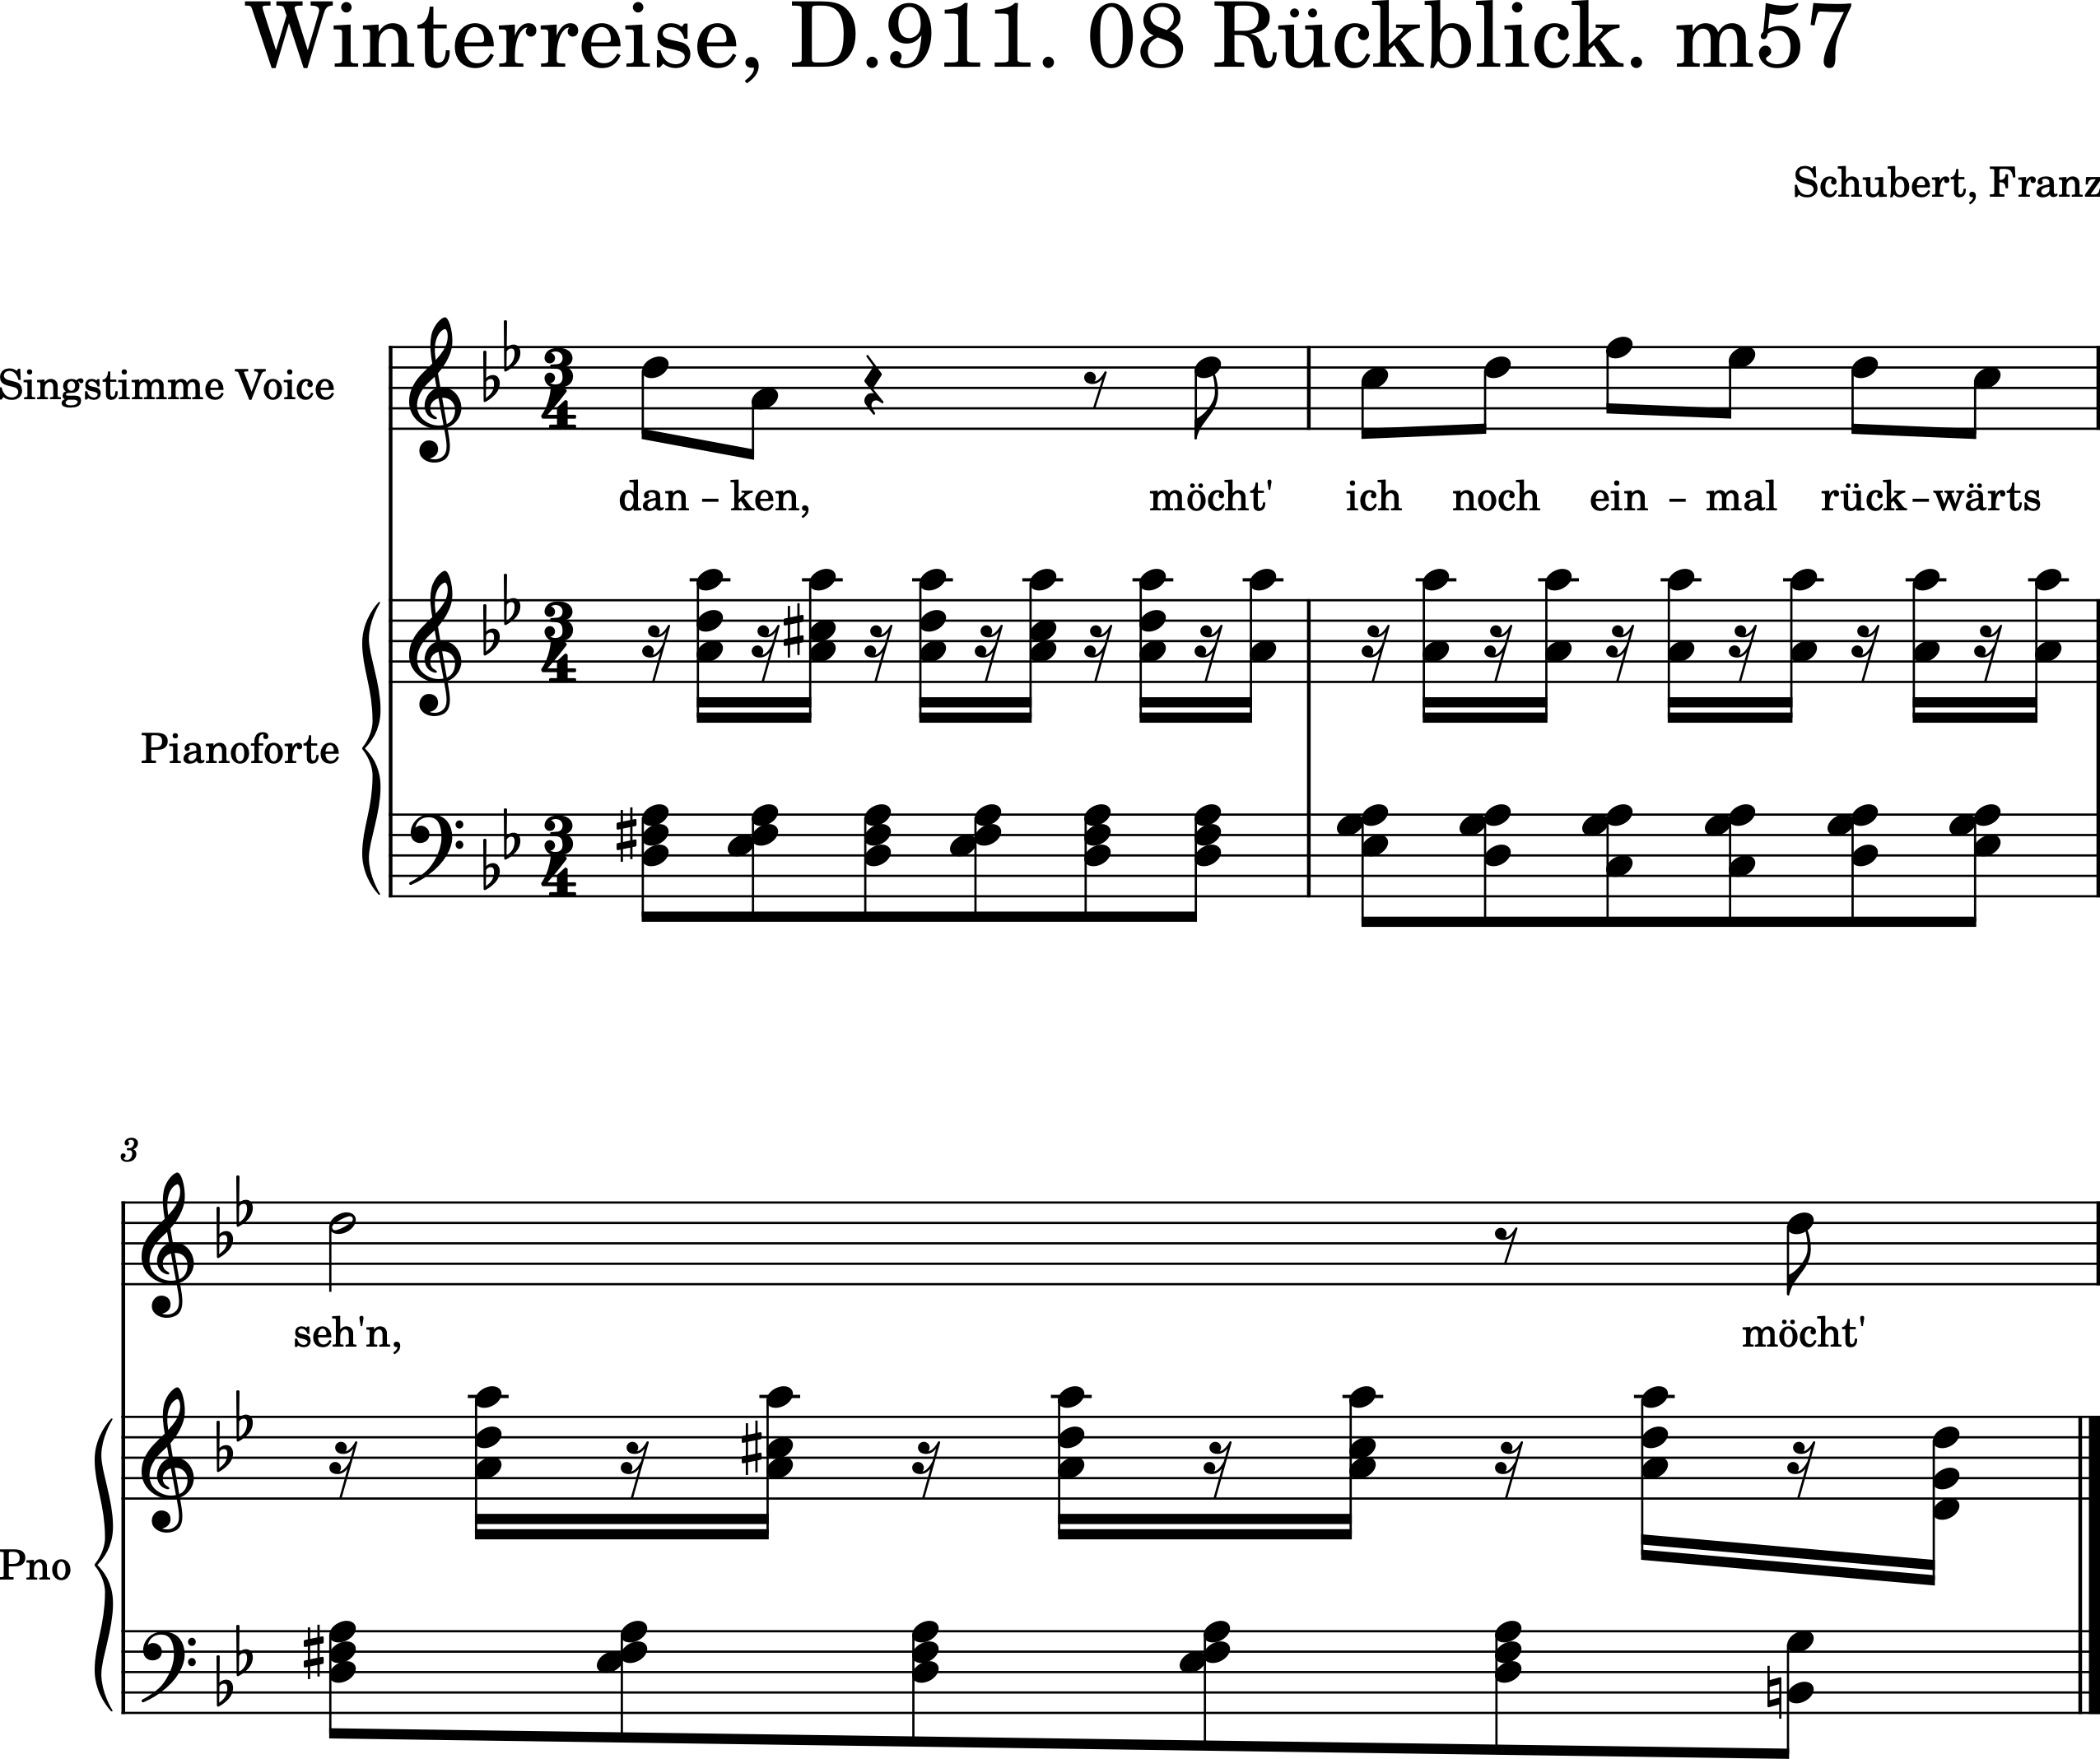 Winterreise, D.911. 08 Rückblick. m57
Schubert, Franz
Singstimme Voice
dan - ken, möcht' ich noch ein - mal rück-wärts
Pianoforte
3
seh'n, möcht'
Pno